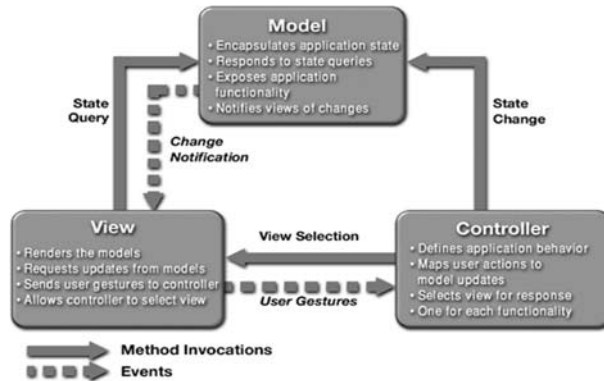 Model
• Encapsulates application state
• Responds to state queries
• Exposes application
functionality
• Notifies views of changes
State
Query
State
Change
Change
Notification
View
• Renders the models
• Requests updates from models
• Sends user gestures to controller
• Allows controller to select view
View Selection
User Gestures
Controller
• Defines application behavior
• Maps user actions to
model updates
• Selects view for response
• One for each functionality
Method Invocations
Events